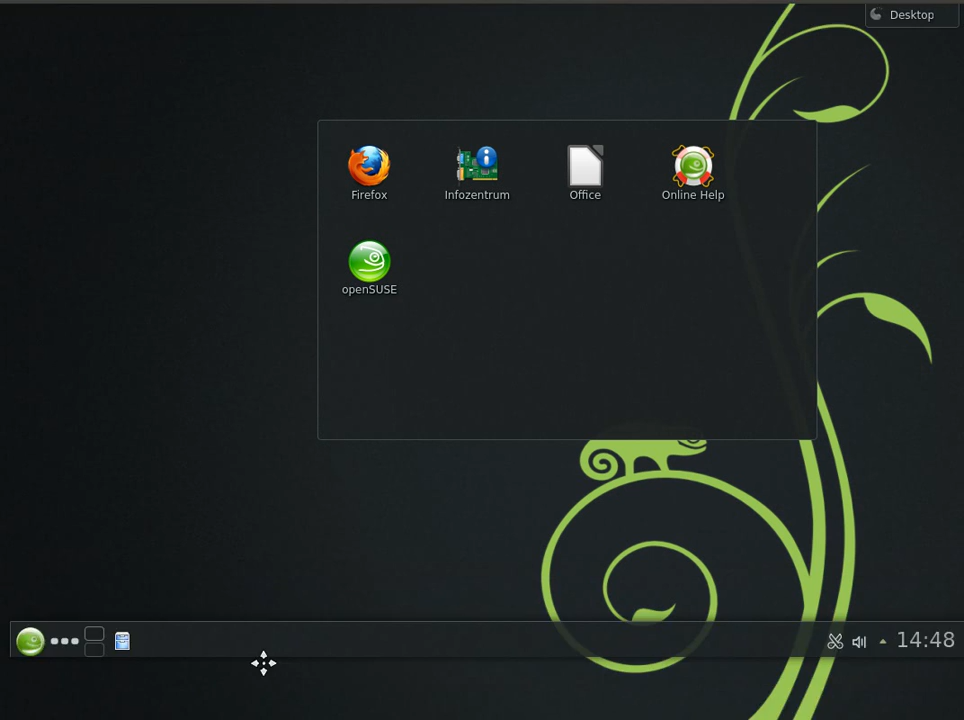 Desktop
Firefox
Infozentrum
Office
Online Help
openSUSE
14:48